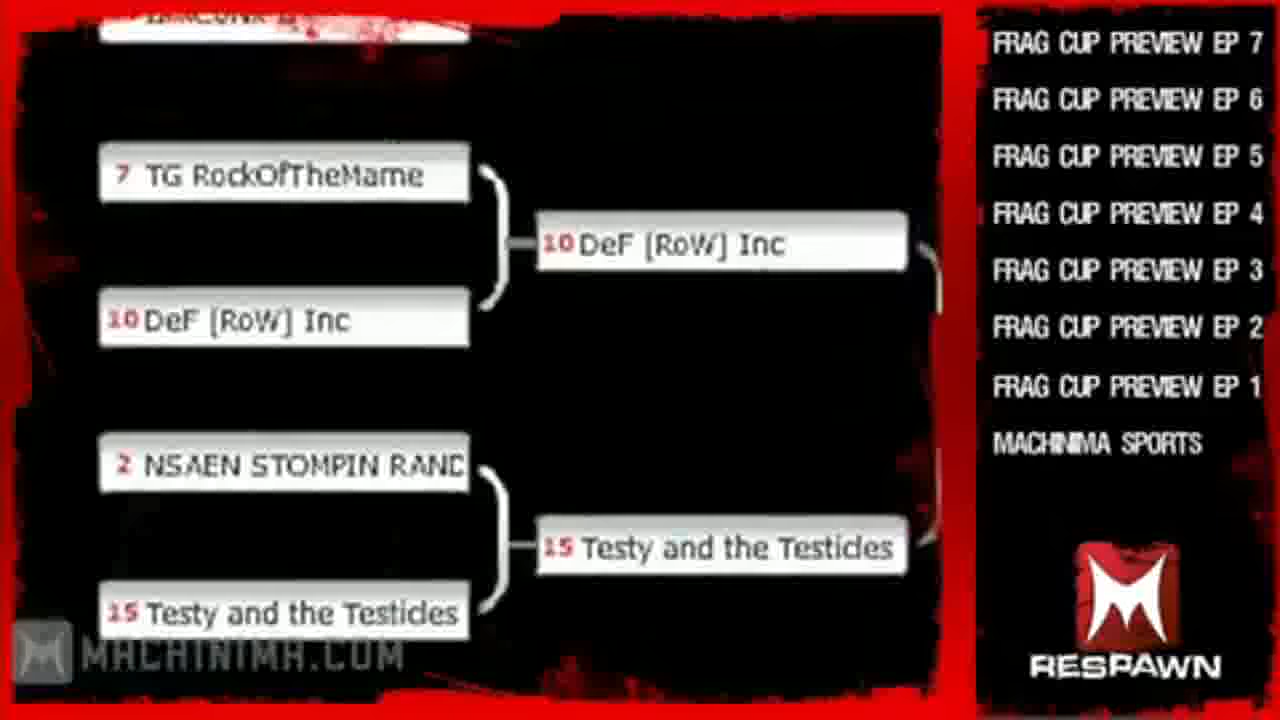 7 TG RockOfTheMame
10 DeF [RoW] Inc
10 DeF [RoW] Inc
2 NSAEN STOMPIN RAND
15 Testy and the Testicles
15 Testy and the Testicles
MACHINIMA.COM
FRAG CUP PREVIEW EP 7
FRAG CUP PREVIEW EP 6
FRAG CUP PREVIEW EP 5
FRAG CUP PREVIEW EP 4
FRAG CUP PREVIEW EP 3
FRAG CUP PREVIEW EP 2
FRAG CUP PREVIEW EP 1
MACHINIMA SPORTS
RESPAWN